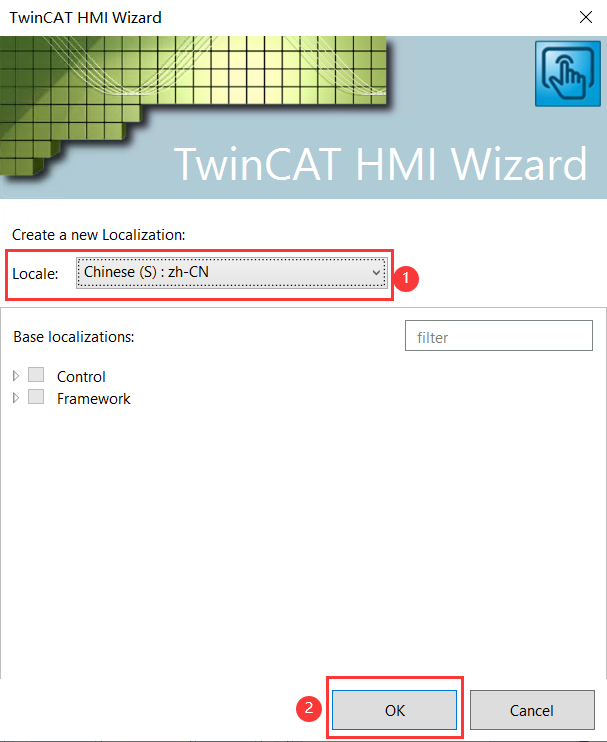 TwinCAT HMI Wizard
TwinCAT HMI Wizard
Create a new Localization:
Locale: Chinese (S) : zh-CN
1
Base localizations: filter
Control
Framework
2 OK Cancel